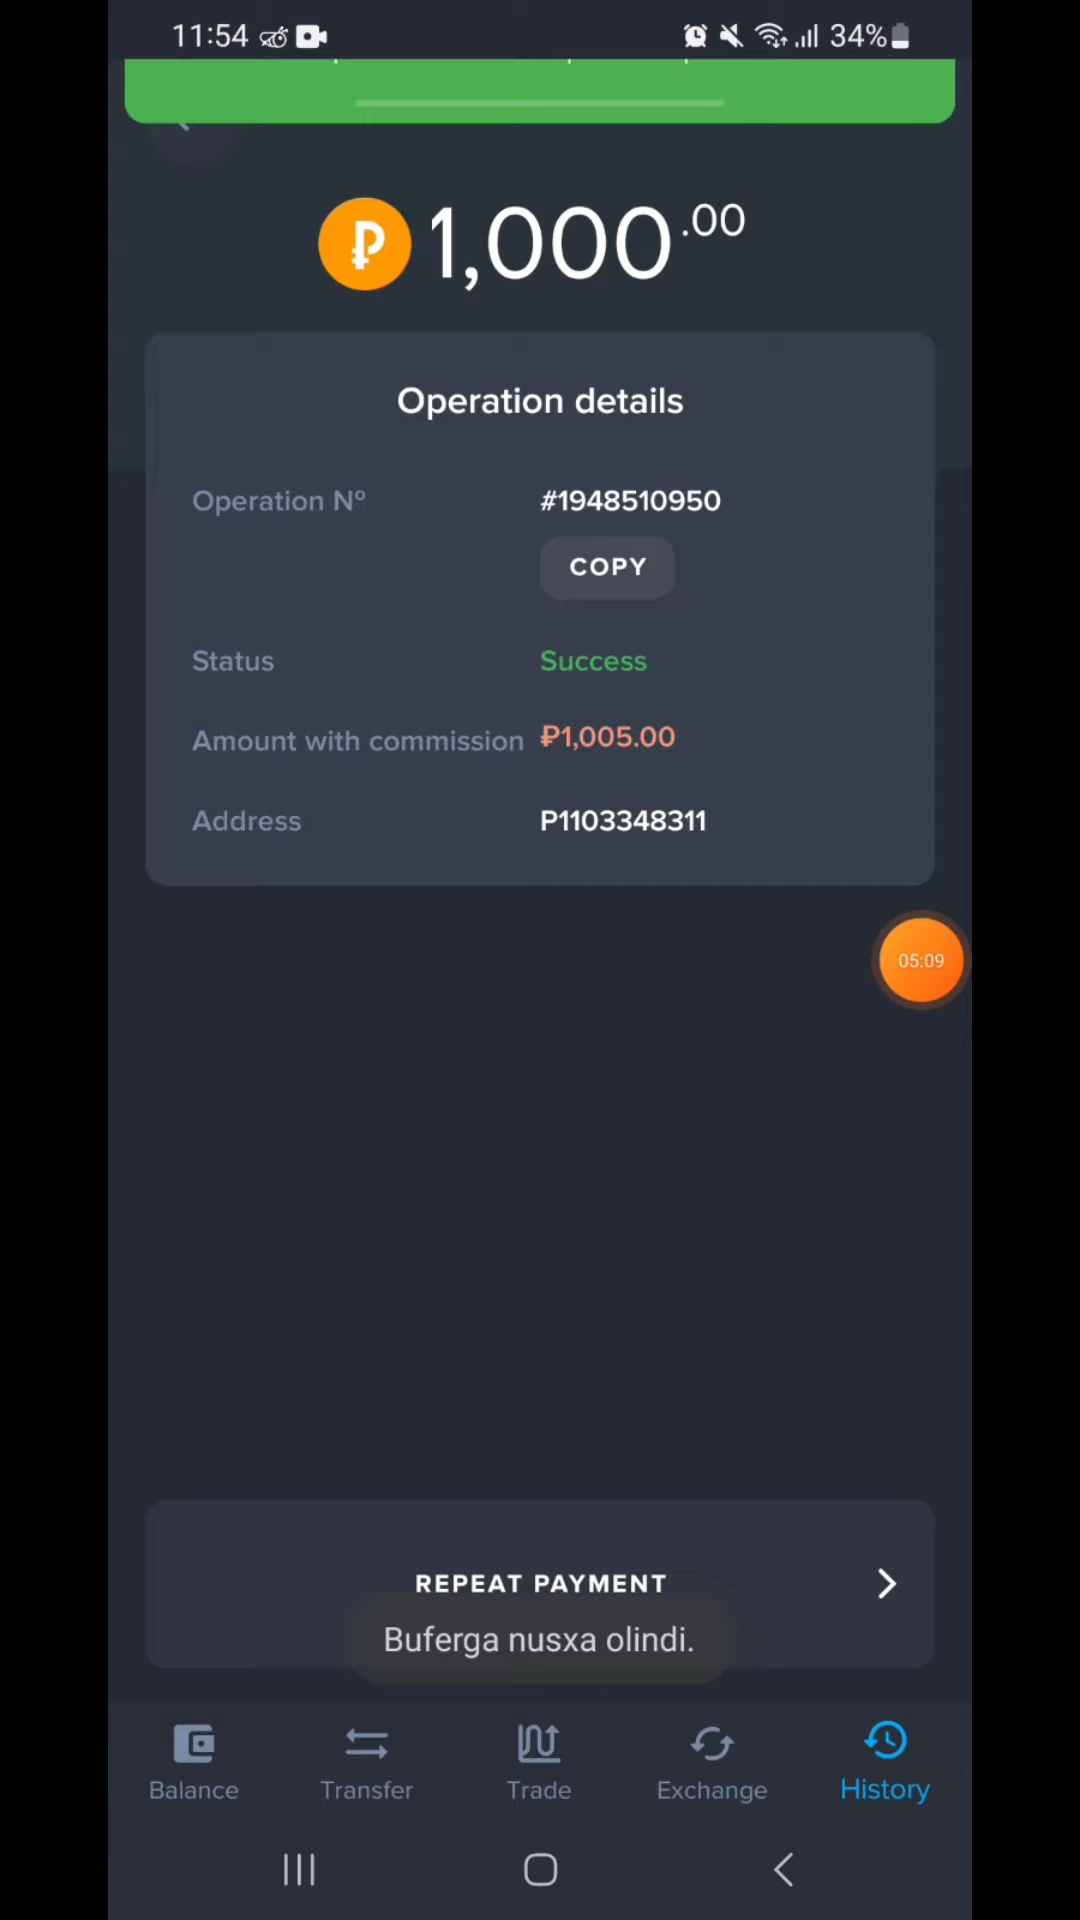 11:54 34%
₽ 1,000.00
Operation details
Operation Nº #1948510950
COPY
Status Success
Amount with commission ₽1,005.00
Address P1103348311
05:09
REPEAT PAYMENT
Buferga nusxa olindi.
Balance Transfer Trade Exchange History